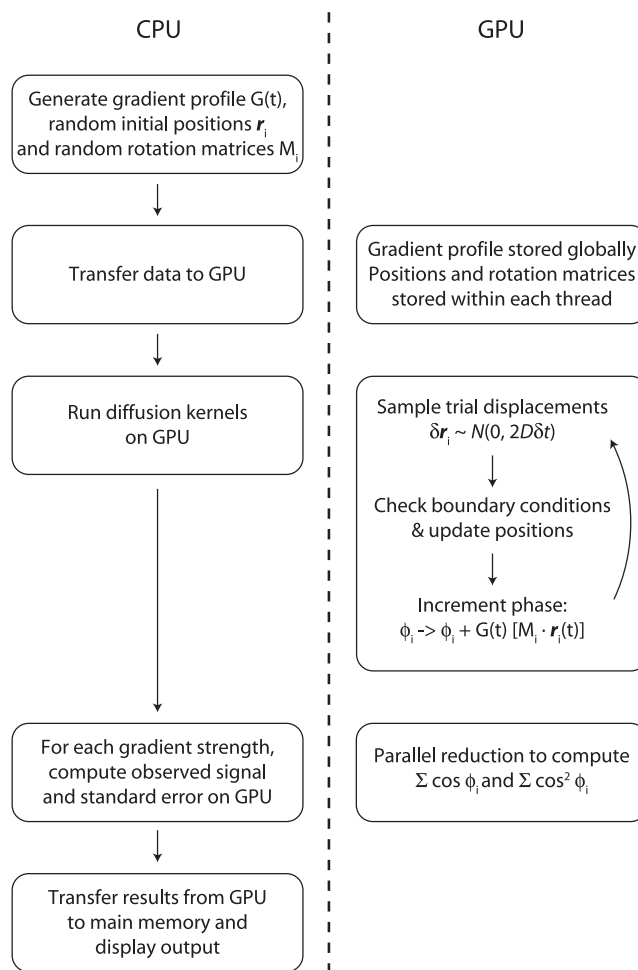 CPU
GPU
Generate gradient profile G(t),
random initial positions r_i
and random rotation matrices M_i
Transfer data to GPU
Gradient profile stored globally
Positions and rotation matrices
stored within each thread
Run diffusion kernels
on GPU
Sample trial displacements
δr_i ~ N(0, 2Dδt)
Check boundary conditions
& update positions
Increment phase:
ϕ_i -> ϕ_i + G(t) [M_i · r_i(t)]
For each gradient strength,
compute observed signal
and standard error on GPU
Parallel reduction to compute
Σ cos ϕ_i and Σ cos² ϕ_i
Transfer results from GPU
to main memory and
display output